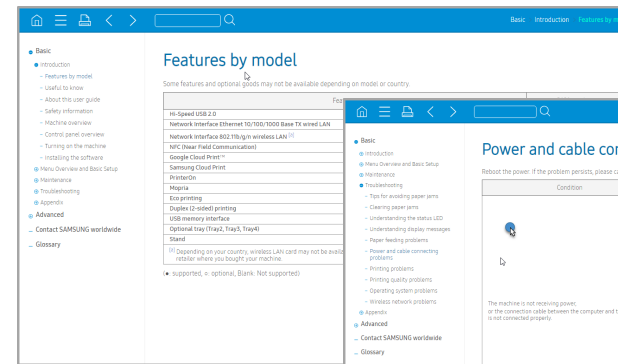 Basic Introduction Features by m
Basic
Introduction
- Features by model
- Useful to know
- About this user guide
- Safety information
- Machine overview
- Control panel overview
- Turning on the machine
- Installing the software
Menu Overview and Basic Setup
Maintenance
Troubleshooting
Appendix
Advanced
Contact SAMSUNG worldwide
Glossary
Features by model
Some features and optional goods may not be available depending on model or country.
Fea
Hi-Speed USB 2.0
Network Interface Ethernet 10/100/1000 Base TX wired LAN
Network Interface 802.11b/g/n wireless LAN [a]
NFC (Near Field Communication)
Google Cloud Print™
Samsung Cloud Print
PrinterOn
Mopria
Eco printing
Duplex (2-sided) printing
USB memory interface
Optional tray (Tray2, Tray3, Tray4)
Stand
[a] Depending on your country, wireless LAN card may not be availa
retailer where you bought your machine.
(●: supported, ○: optional, Blank: Not supported)
Basic
Introduction
Menu Overview and Basic Setup
Maintenance
Troubleshooting
- Tips for avoiding paper jams
- Clearing paper jams
- Understanding the status LED
- Understanding display messages
- Paper feeding problems
- Power and cable connecting
problems
- Printing problems
- Printing quality problems
- Operating system problems
- Wireless network problems
Appendix
Advanced
Contact SAMSUNG worldwide
Glossary
Power and cable con
Reboot the power. If the problem persists, please ca
Condition
The machine is not receiving power,
or the connection cable between the computer and t
is not connected properly.